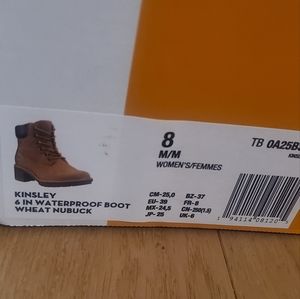 8
M/M
WOMEN'S/FEMMES
TB 0A25B
KINSLEY
6 IN WATERPROOF BOOT
WHEAT NUBUCK
CM-25,0 BZ-37
EU-39 FR-8
MX-24,5 CN-250(1.5)
JP-25 UK-6